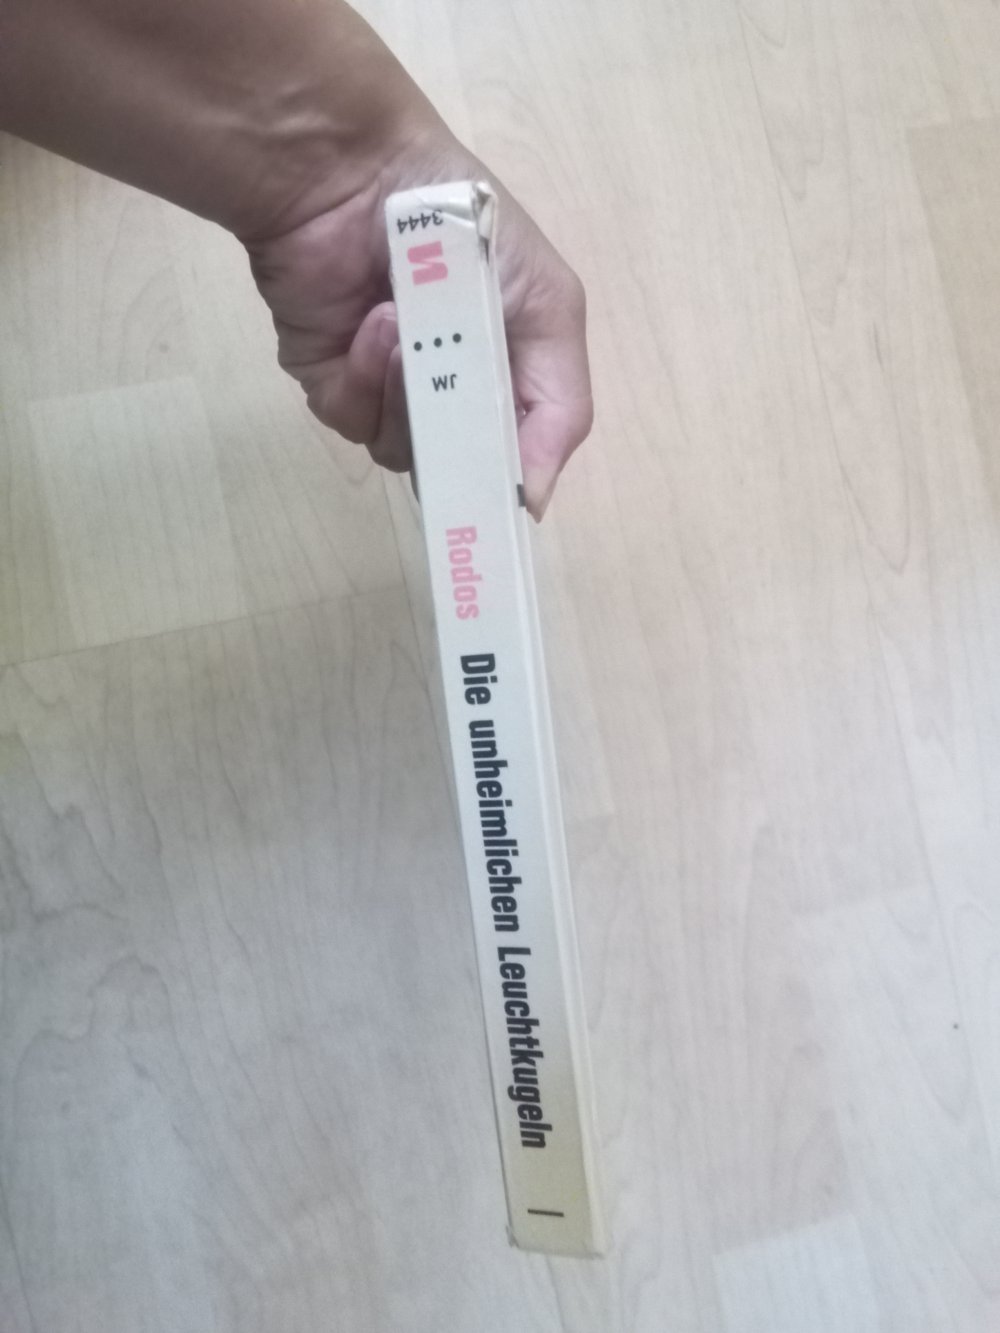 3444
n
JM
Rodos Die unheimlichen Leuchtkugeln